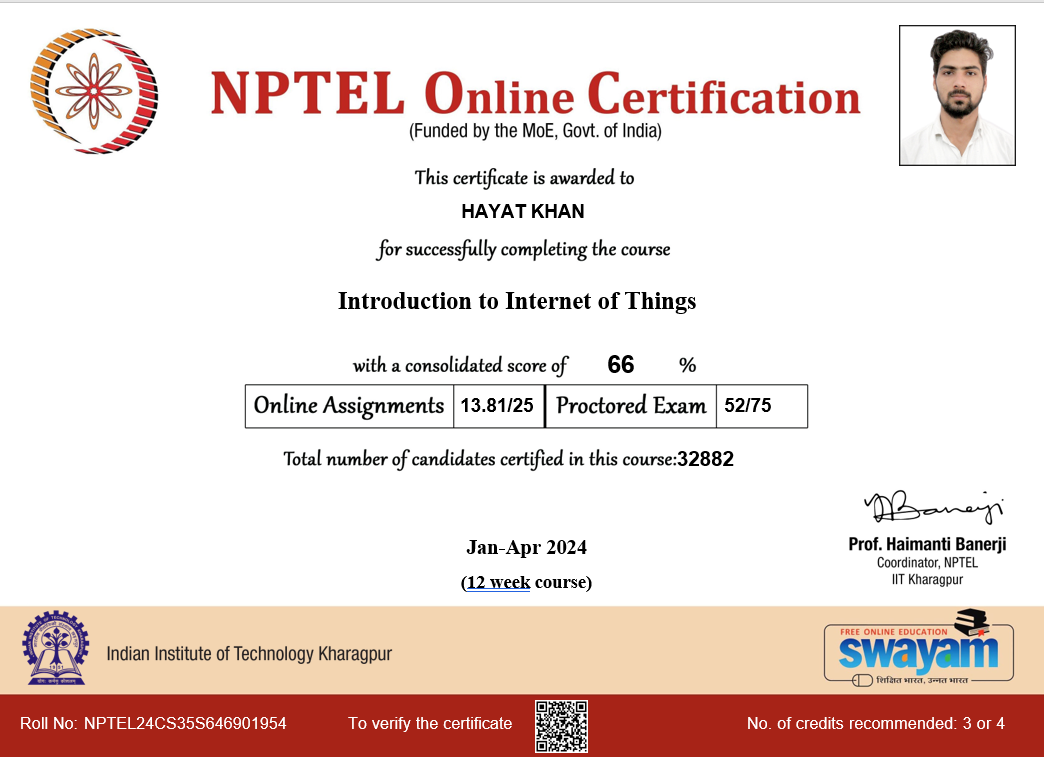 NPTEL Online Certification
(Funded by the MoE, Govt. of India)
This certificate is awarded to
HAYAT KHAN
for successfully completing the course
Introduction to Internet of Things
with a consolidated score of 66 %
Online Assignments 13.81/25 Proctored Exam 52/75
Total number of candidates certified in this course:32882
Banerji
Prof. Haimanti Banerji
Coordinator, NPTEL
IIT Kharagpur
Jan-Apr 2024
(12 week course)
Indian Institute of Technology Kharagpur
FREE ONLINE EDUCATION
swayam
शिक्षित भारत, उन्नत भारत
Roll No: NPTEL24CS35S646901954 To verify the certificate No. of credits recommended: 3 or 4